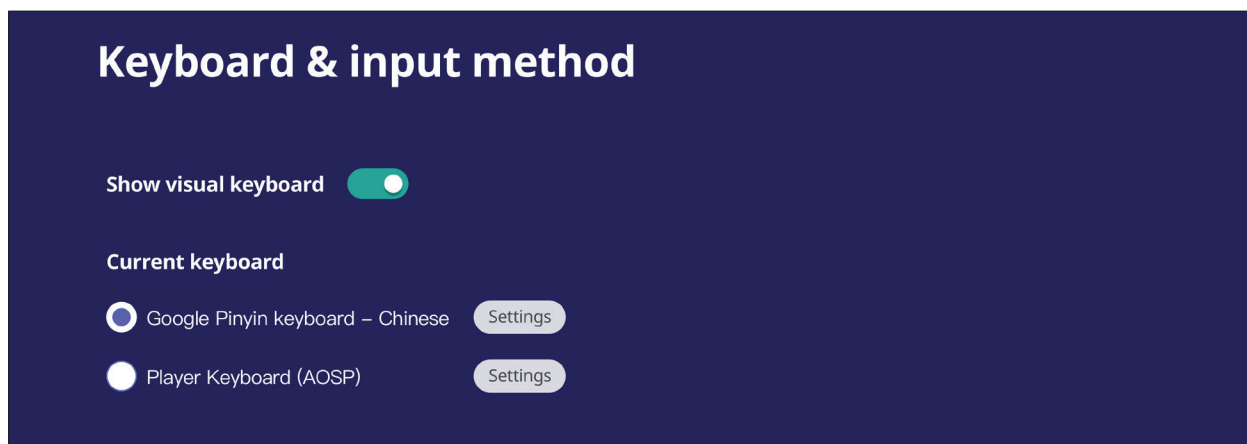 Keyboard & input method
Show visual keyboard
Current keyboard
Google Pinyin keyboard – Chinese Settings
Player Keyboard (AOSP) Settings